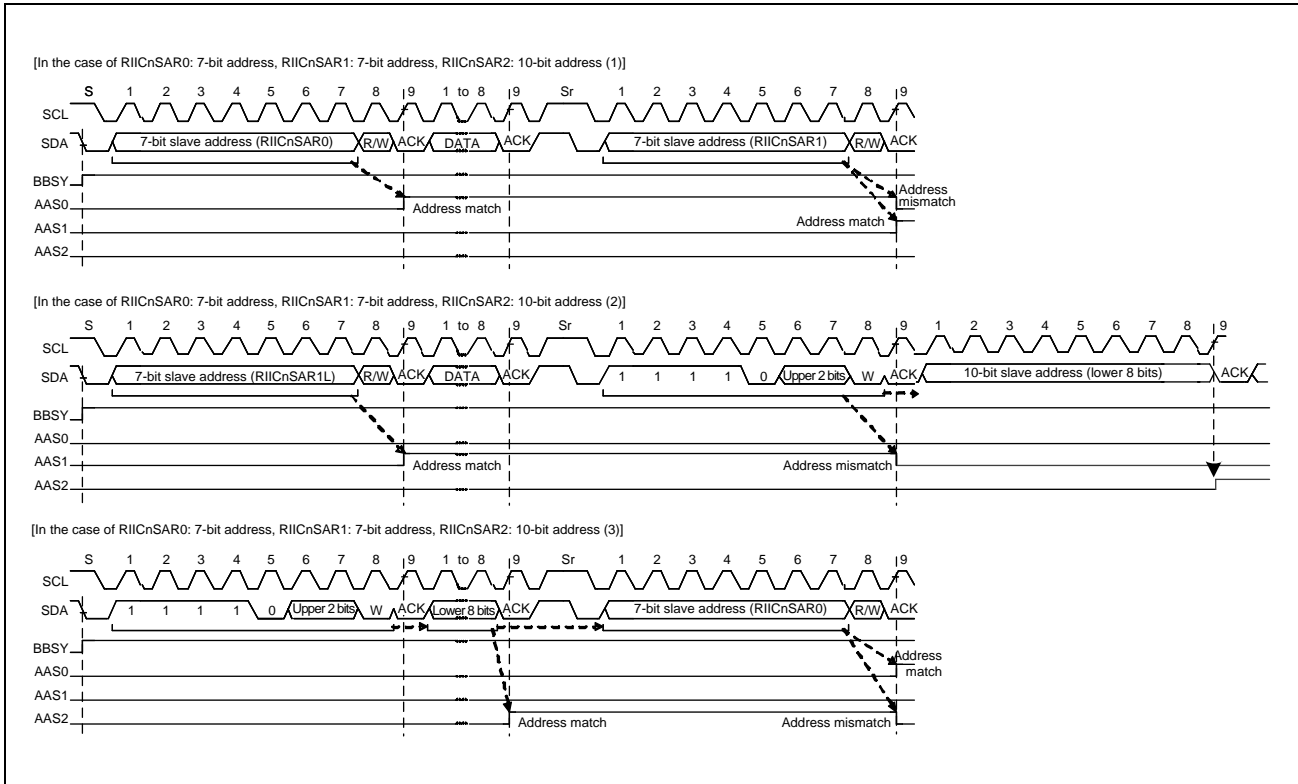 [In the case of RIICnSAR0: 7-bit address, RIICnSAR1: 7-bit address, RIICnSAR2: 10-bit address (1)]
S 1 2 3 4 5 6 7 8 9 1 to 8 9 Sr 1 2 3 4 5 6 7 8 9
SCL
SDA 7-bit slave address (RIICnSAR0) R/W ACK DATA ACK 7-bit slave address (RIICnSAR1) R/W ACK
BBSY
AAS0 Address match Address mismatch
AAS1 Address match
AAS2
[In the case of RIICnSAR0: 7-bit address, RIICnSAR1: 7-bit address, RIICnSAR2: 10-bit address (2)]
S 1 2 3 4 5 6 7 8 9 1 to 8 9 Sr 1 2 3 4 5 6 7 8 9 1 2 3 4 5 6 7 8 9
SCL
SDA 7-bit slave address (RIICnSAR1L) R/W ACK DATA ACK 1 1 1 1 0 Upper 2 bits W ACK 10-bit slave address (lower 8 bits) ACK
BBSY
AAS0
AAS1 Address match Address mismatch
AAS2
[In the case of RIICnSAR0: 7-bit address, RIICnSAR1: 7-bit address, RIICnSAR2: 10-bit address (3)]
S 1 2 3 4 5 6 7 8 9 1 to 8 9 Sr 1 2 3 4 5 6 7 8 9
SCL
SDA 1 1 1 1 0 Upper 2 bits W ACK Lower 8 bits ACK 7-bit slave address (RIICnSAR0) R/W ACK
BBSY
AAS0 Address match
AAS1
AAS2 Address match Address mismatch